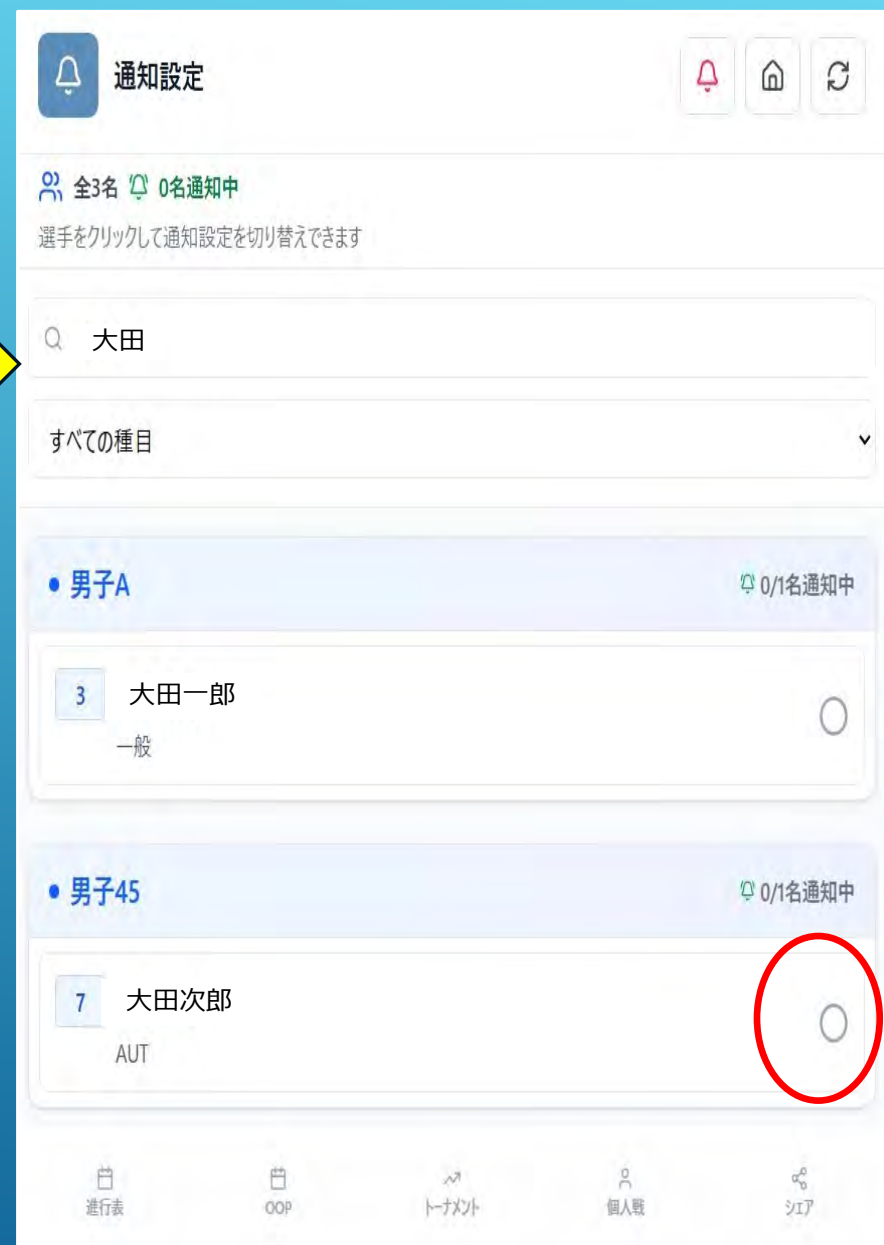 通知設定
全3名 0名通知中
選手をクリックして通知設定を切り替えできます
大田
すべての種目
• 男子A 0/1名通知中
3 大田一郎
一般
• 男子45 0/1名通知中
7 大田次郎
AUT
進行表 OOP トーナメント 個人戦 シェア